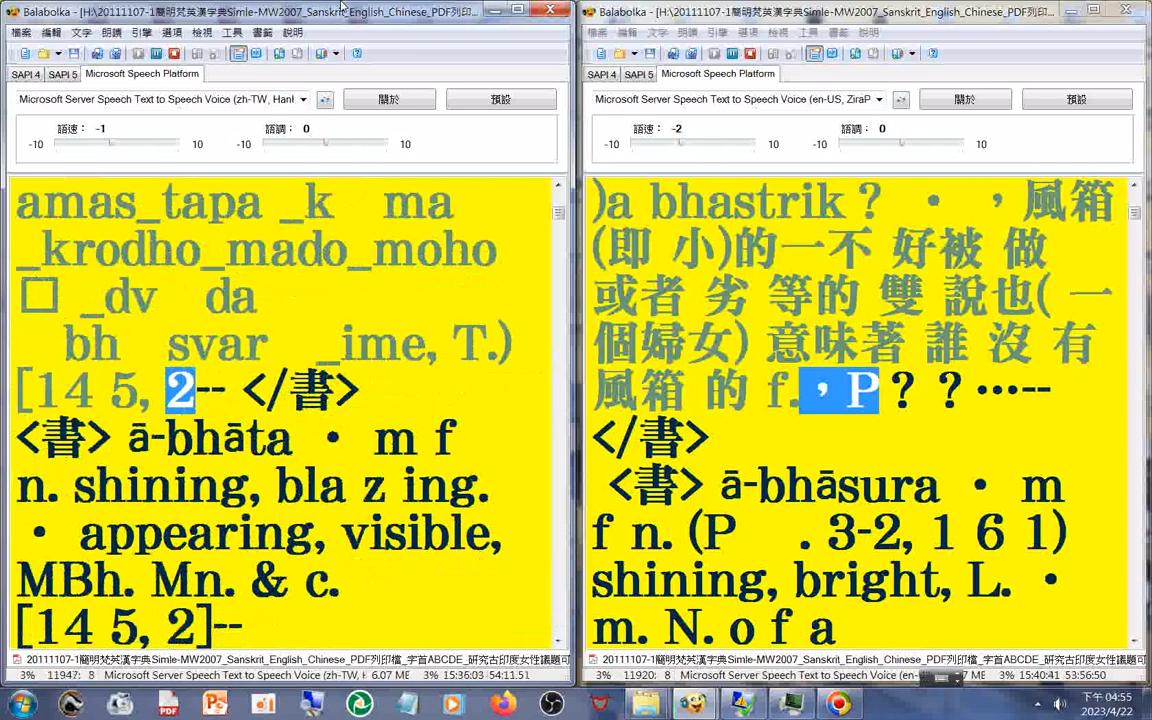 Balabolka - [H:\20111107-1簡明梵英漢字典Simle-MW2007_Sanskrit_English_Chinese_PDF列印...
檔案 編輯 文字 朗讀 引擎 選項 檢視 工具 書籤 說明
SAPI 4 SAPI 5 Microsoft Speech Platform
Microsoft Server Speech Text to Speech Voice (zh-TW, Hanl 關於 預設
語速: -1 語調: 0
-10 10 -10 10
amas_tapa _k ma
_krodho_mado_moho
□ _dv da
bh svar _ime, T.)
[14 5, 2-- </書>
<書> ā-bhāta • m f
n. shining, bla z ing.
• appearing, visible,
MBh. Mn. & c.
[14 5, 2]--
20111107-1簡明梵英漢字典Simle-MW2007_Sanskrit_English_Chinese_PDF列印檔_字首ABCDE_研究古印度女性議題可
3% 11947: 8 Microsoft Server Speech Text to Speech Voice (zh-TW, H 6.07 ME 3% 15:36:03 54:11:51
Balabolka - [H:\20111107-1簡明梵英漢字典Simle-MW2007_Sanskrit_English_Chinese_PDF列印...
檔案 編輯 文字 朗讀 引擎 選項 檢視 工具 書籤 說明
SAPI 4 SAPI 5 Microsoft Speech Platform
Microsoft Server Speech Text to Speech Voice (en-US, ZiraP 關於 預設
語速: -2 語調: 0
-10 10 -10 10
)a bhastrik ? • ,風箱
(即 小)的一不 好被 做
或者 劣 等的 雙 說也( 一
個婦女) 意味著 誰 沒 有
風箱 的 f.,P? ?…--
</書>
<書> ā-bhāsura • m
f n. (P . 3-2, 1 6 1)
shining, bright, L. •
m. N. o f a
20111107-1簡明梵英漢字典Simle-MW2007_Sanskrit_English_Chinese_PDF列印檔_字首ABCDE_研究古印度女性議題可
3% 11920: 8 Microsoft Server Speech Text to Speech Voice ME 3% 15:40:41 53:56:50
下午 04:55
2023/4/22